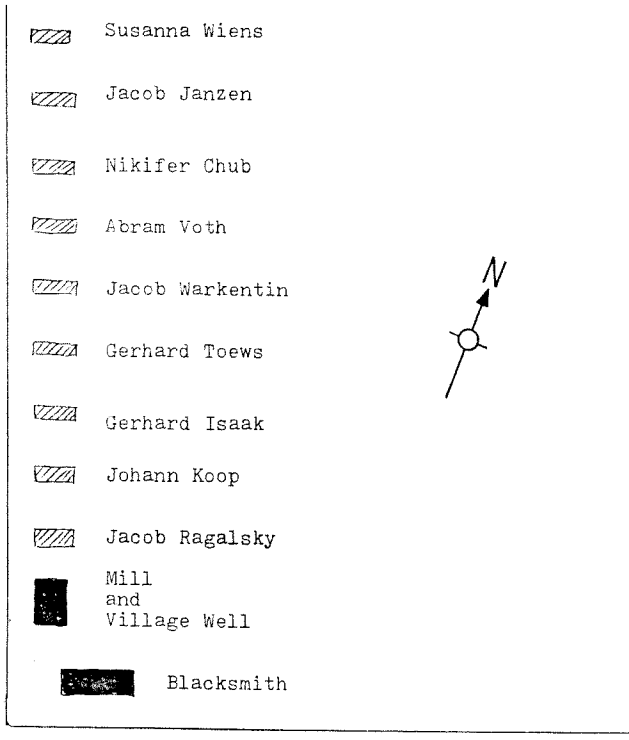 Susanna Wiens
Jacob Janzen
Nikifer Chub
Abram Voth
Jacob Warkentin
N
Gerhard Toews
Gerhard Isaak
Johann Koop
Jacob Ragalsky
Mill
and
Village Well
Blacksmith